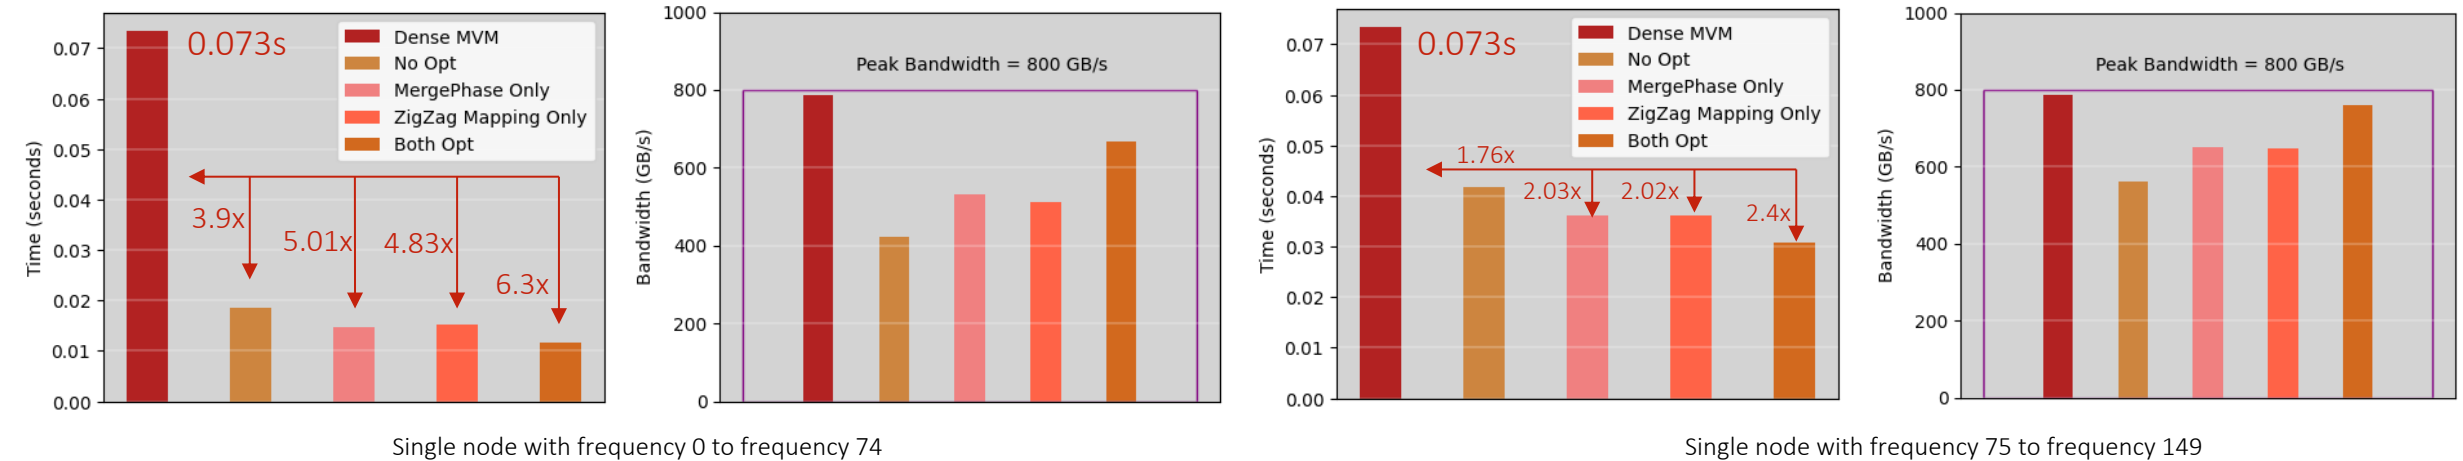 0.073s
Dense MVM
No Opt
MergePhase Only
ZigZag Mapping Only
Both Opt
3.9x
5.01x
4.83x
6.3x
Time (seconds)
0.07
0.06
0.05
0.04
0.03
0.02
0.01
0.00
Peak Bandwidth = 800 GB/s
Bandwidth (GB/s)
1000
800
600
400
200
0
Single node with frequency 0 to frequency 74
0.073s
Dense MVM
No Opt
MergePhase Only
ZigZag Mapping Only
Both Opt
1.76x
2.03x
2.02x
2.4x
Time (seconds)
0.07
0.06
0.05
0.04
0.03
0.02
0.01
0.00
Peak Bandwidth = 800 GB/s
Bandwidth (GB/s)
1000
800
600
400
200
0
Single node with frequency 75 to frequency 149